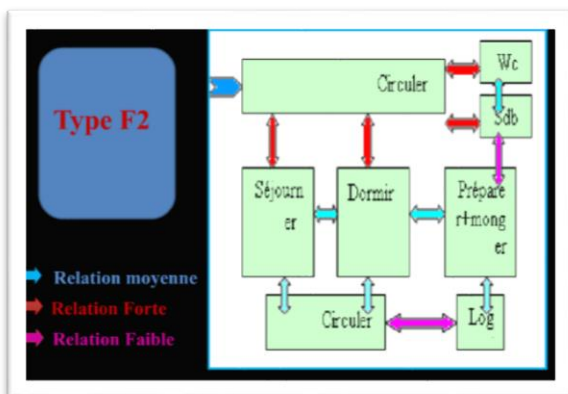 Type F2
Relation moyenne
Relation Forte
Relation Faible
Circuler
Wc
Sdb
Séjourn
er
Dormir
Prépare
r+mong
er
Circuler
Log